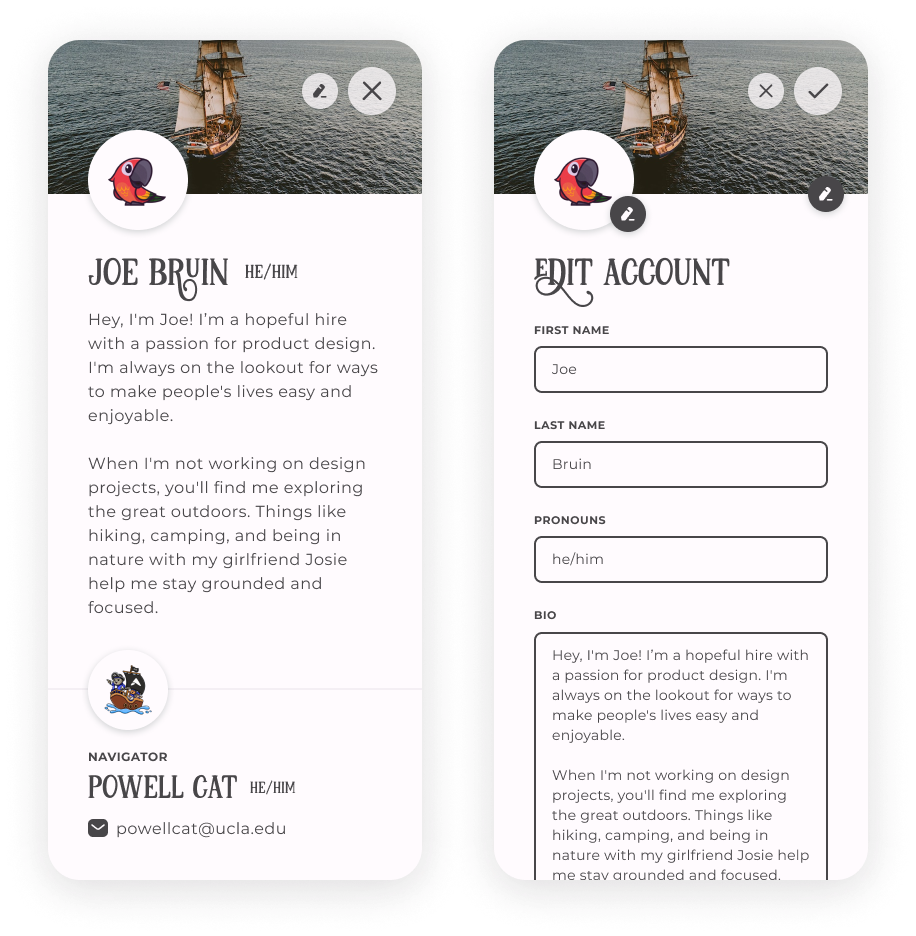 JOE BRUIN HE/HIM
Hey, I'm Joe! I’m a hopeful hire
with a passion for product design.
I'm always on the lookout for ways
to make people's lives easy and
enjoyable.
When I'm not working on design
projects, you'll find me exploring
the great outdoors. Things like
hiking, camping, and being in
nature with my girlfriend Josie
help me stay grounded and
focused.
NAVIGATOR
POWELL CAT HE/HIM
powellcat@ucla.edu
EDIT ACCOUNT
FIRST NAME
Joe
LAST NAME
Bruin
PRONOUNS
he/him
BIO
Hey, I'm Joe! I’m a hopeful hire with
a passion for product design. I'm
always on the lookout for ways to
make people's lives easy and
enjoyable.
When I'm not working on design
projects, you'll find me exploring
the great outdoors. Things like
hiking, camping, and being in
nature with my girlfriend Josie help
me stay grounded and focused.